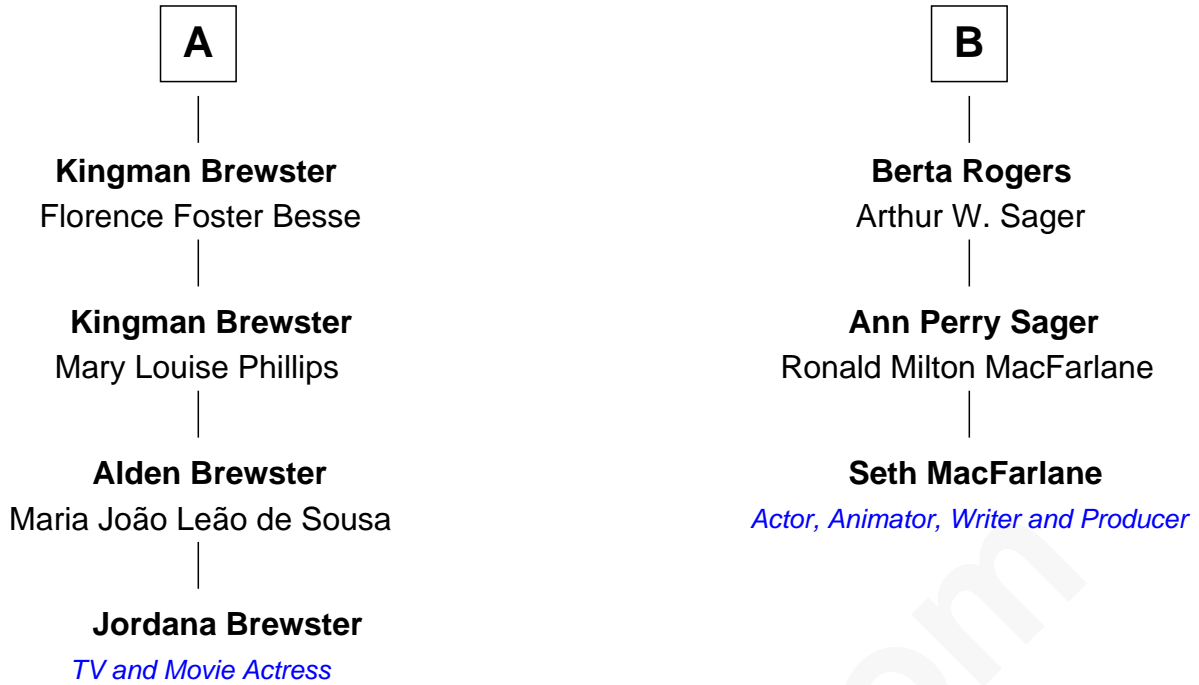 A
Kingman Brewster
Florence Foster Besse
Kingman Brewster
Mary Louise Phillips
Alden Brewster
Maria João Leão de Sousa
Jordana Brewster
TV and Movie Actress
B
Berta Rogers
Arthur W. Sager
Ann Perry Sager
Ronald Milton MacFarlane
Seth MacFarlane
Actor, Animator, Writer and Producer
om